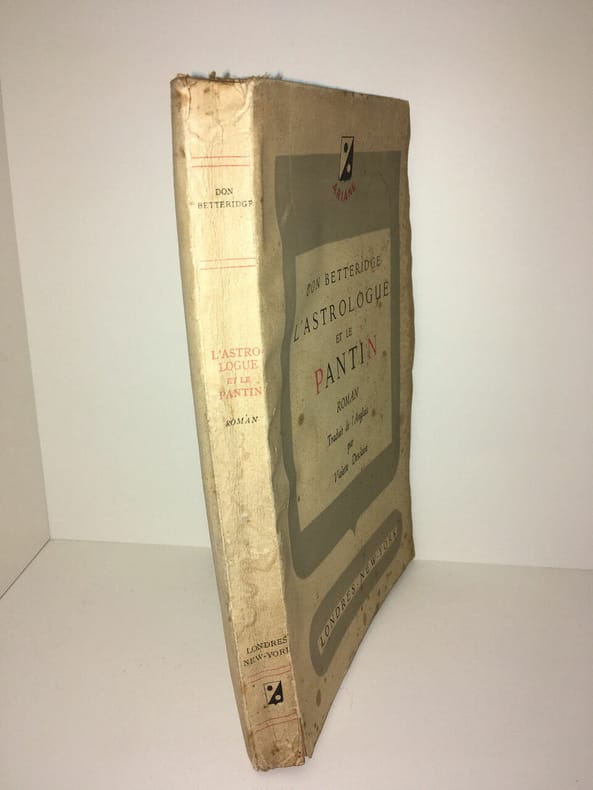 DON
BETTERIDGE
L'ASTRO-
LOGUE
ET LE
PANTIN
ROMAN
LONDRES
NEW-YORK
ARIANE
DON BETTERIDGE
L'ASTROLOGUE
ET LE
PANTIN
ROMAN
Traduit de l'Anglais
par
Violette
LONDRES NEW-YORK